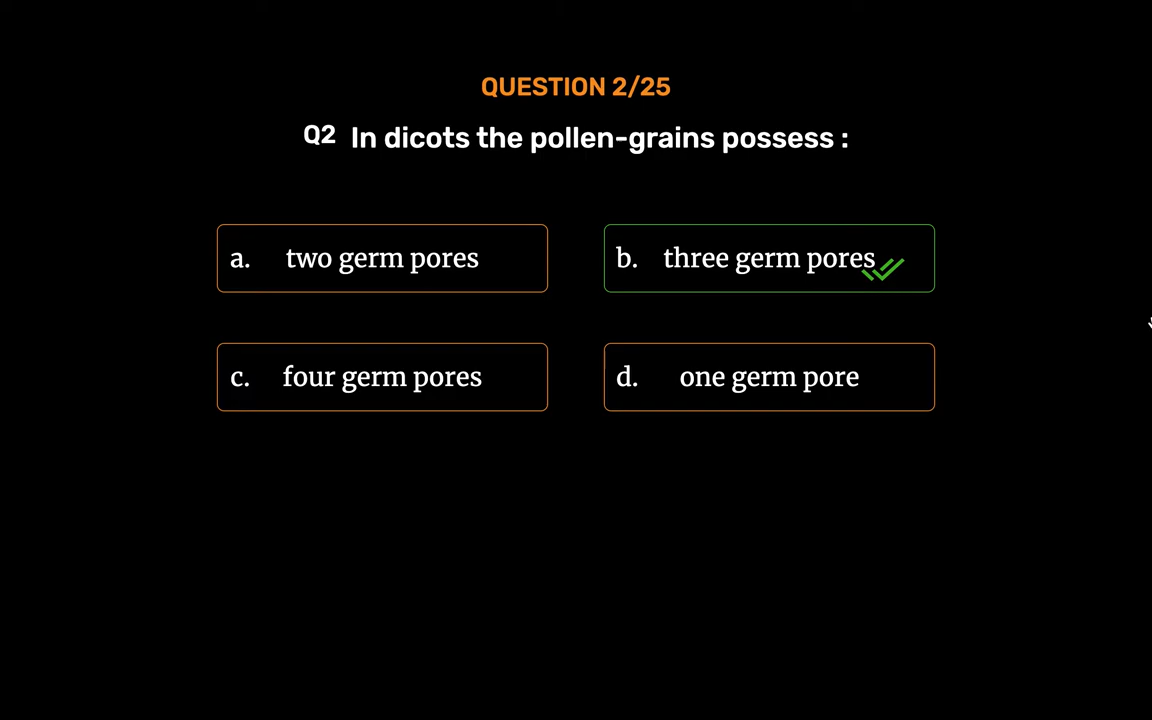 QUESTION 2/25
Q2 In dicots the pollen-grains possess :
a. two germ pores
b. three germ pores
c. four germ pores
d. one germ pore